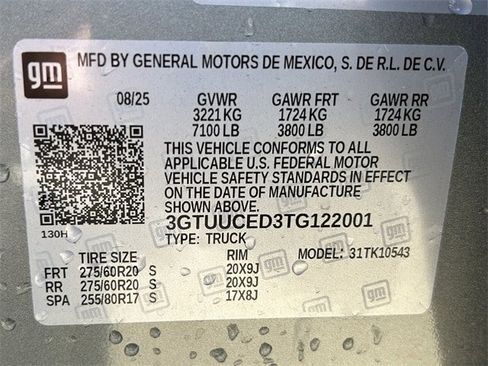 gm MFD BY GENERAL MOTORS DE MEXICO, S. DE R.L. DE C.V.
08/25 GVWR GAWR FRT GAWR RR
3221 KG 1724 KG 1724 KG
7100 LB 3800 LB 3800 LB
THIS VEHICLE CONFORMS TO ALL
APPLICABLE U.S. FEDERAL MOTOR
VEHICLE SAFETY STANDARDS IN EFFECT
ON THE DATE OF MANUFACTURE
SHOWN ABOVE.
130H 3GTUUCED3TG122001
TYPE: TRUCK MODEL: 31TK10543
TIRE SIZE RIM
FRT 275/60R20 S 20X9J
RR 275/60R20 S 20X9J
SPA 255/80R17 S 17X8J